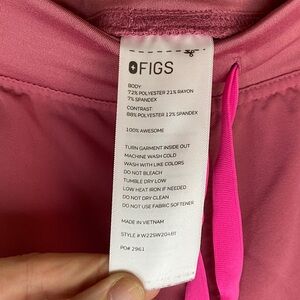 FIGS
BODY
72% POLYESTER 21% RAYON
7% SPANDEX
CONTRAST
88% POLYESTER 12% SPANDEX
100% AWESOME
TURN GARMENT INSIDE OUT
MACHINE WASH COLD
WASH WITH LIKE COLORS
DO NOT BLEACH
TUMBLE DRY LOW
LOW HEAT IRON IF NEEDED
DO NOT DRY CLEAN
DO NOT USE FABRIC SOFTENER
MADE IN VIETNAM
STYLE #W22SW2048T
PO# 2961